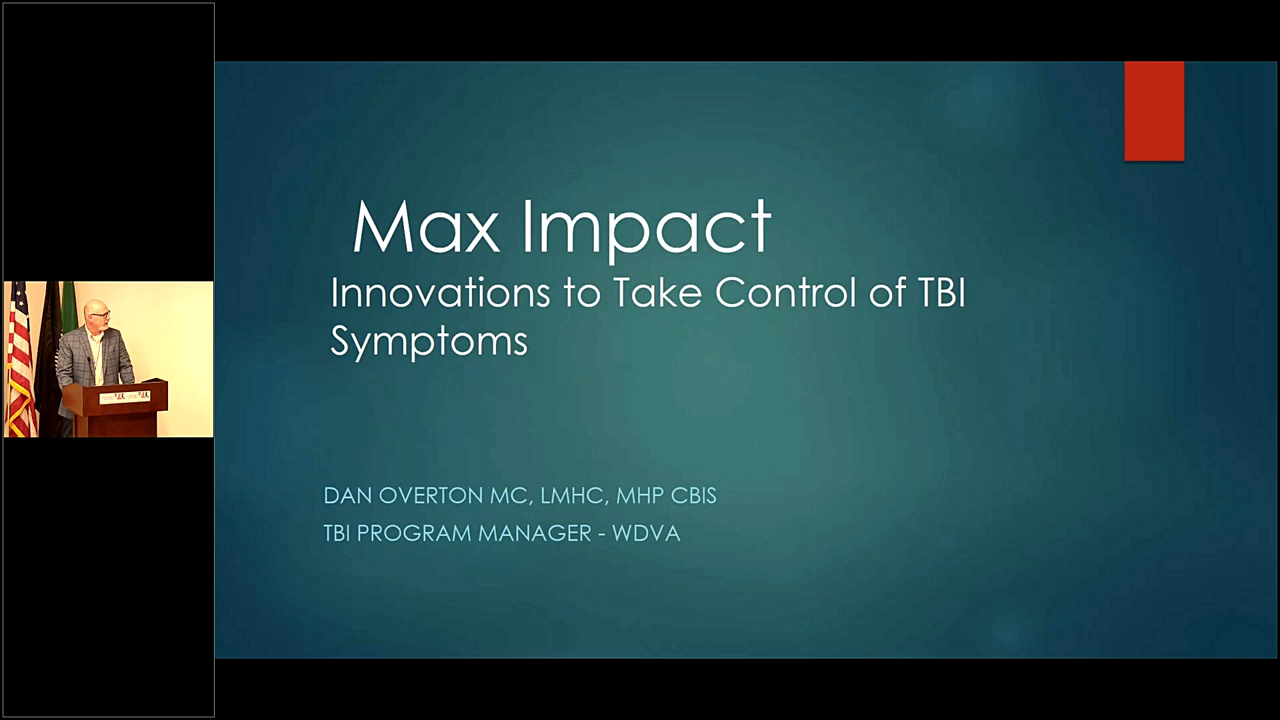 Max Impact
Innovations to Take Control of TBI
Symptoms
DAN OVERTON MC, LMHC, MHP CBIS
TBI PROGRAM MANAGER - WDVA